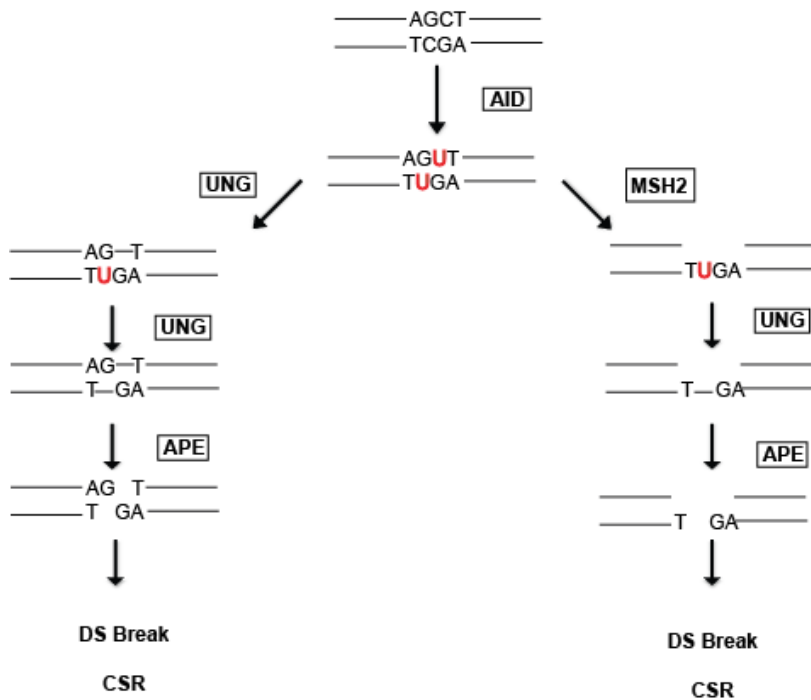 AGCT
TCGA
AID
AGUT
TUGA
UNG
MSH2
AG T
TUGA
TUGA
UNG
UNG
AG T
T GA
T GA
APE
APE
AG T
T GA
T GA
DS Break
CSR
DS Break
CSR